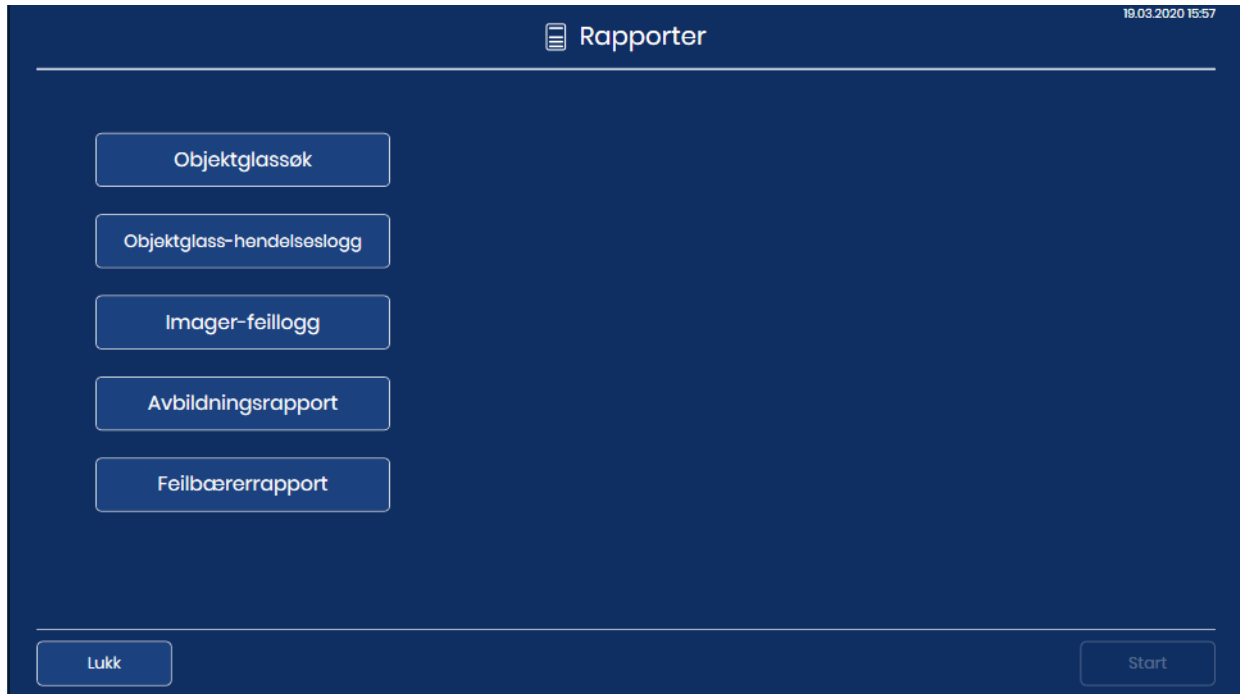 19.03.2020 15:57
Rapporter
Objektglassøk
Objektglass-hendelseslogg
Imager-feillogg
Avbildningsrapport
Feilbærerrapport
Lukk
Start